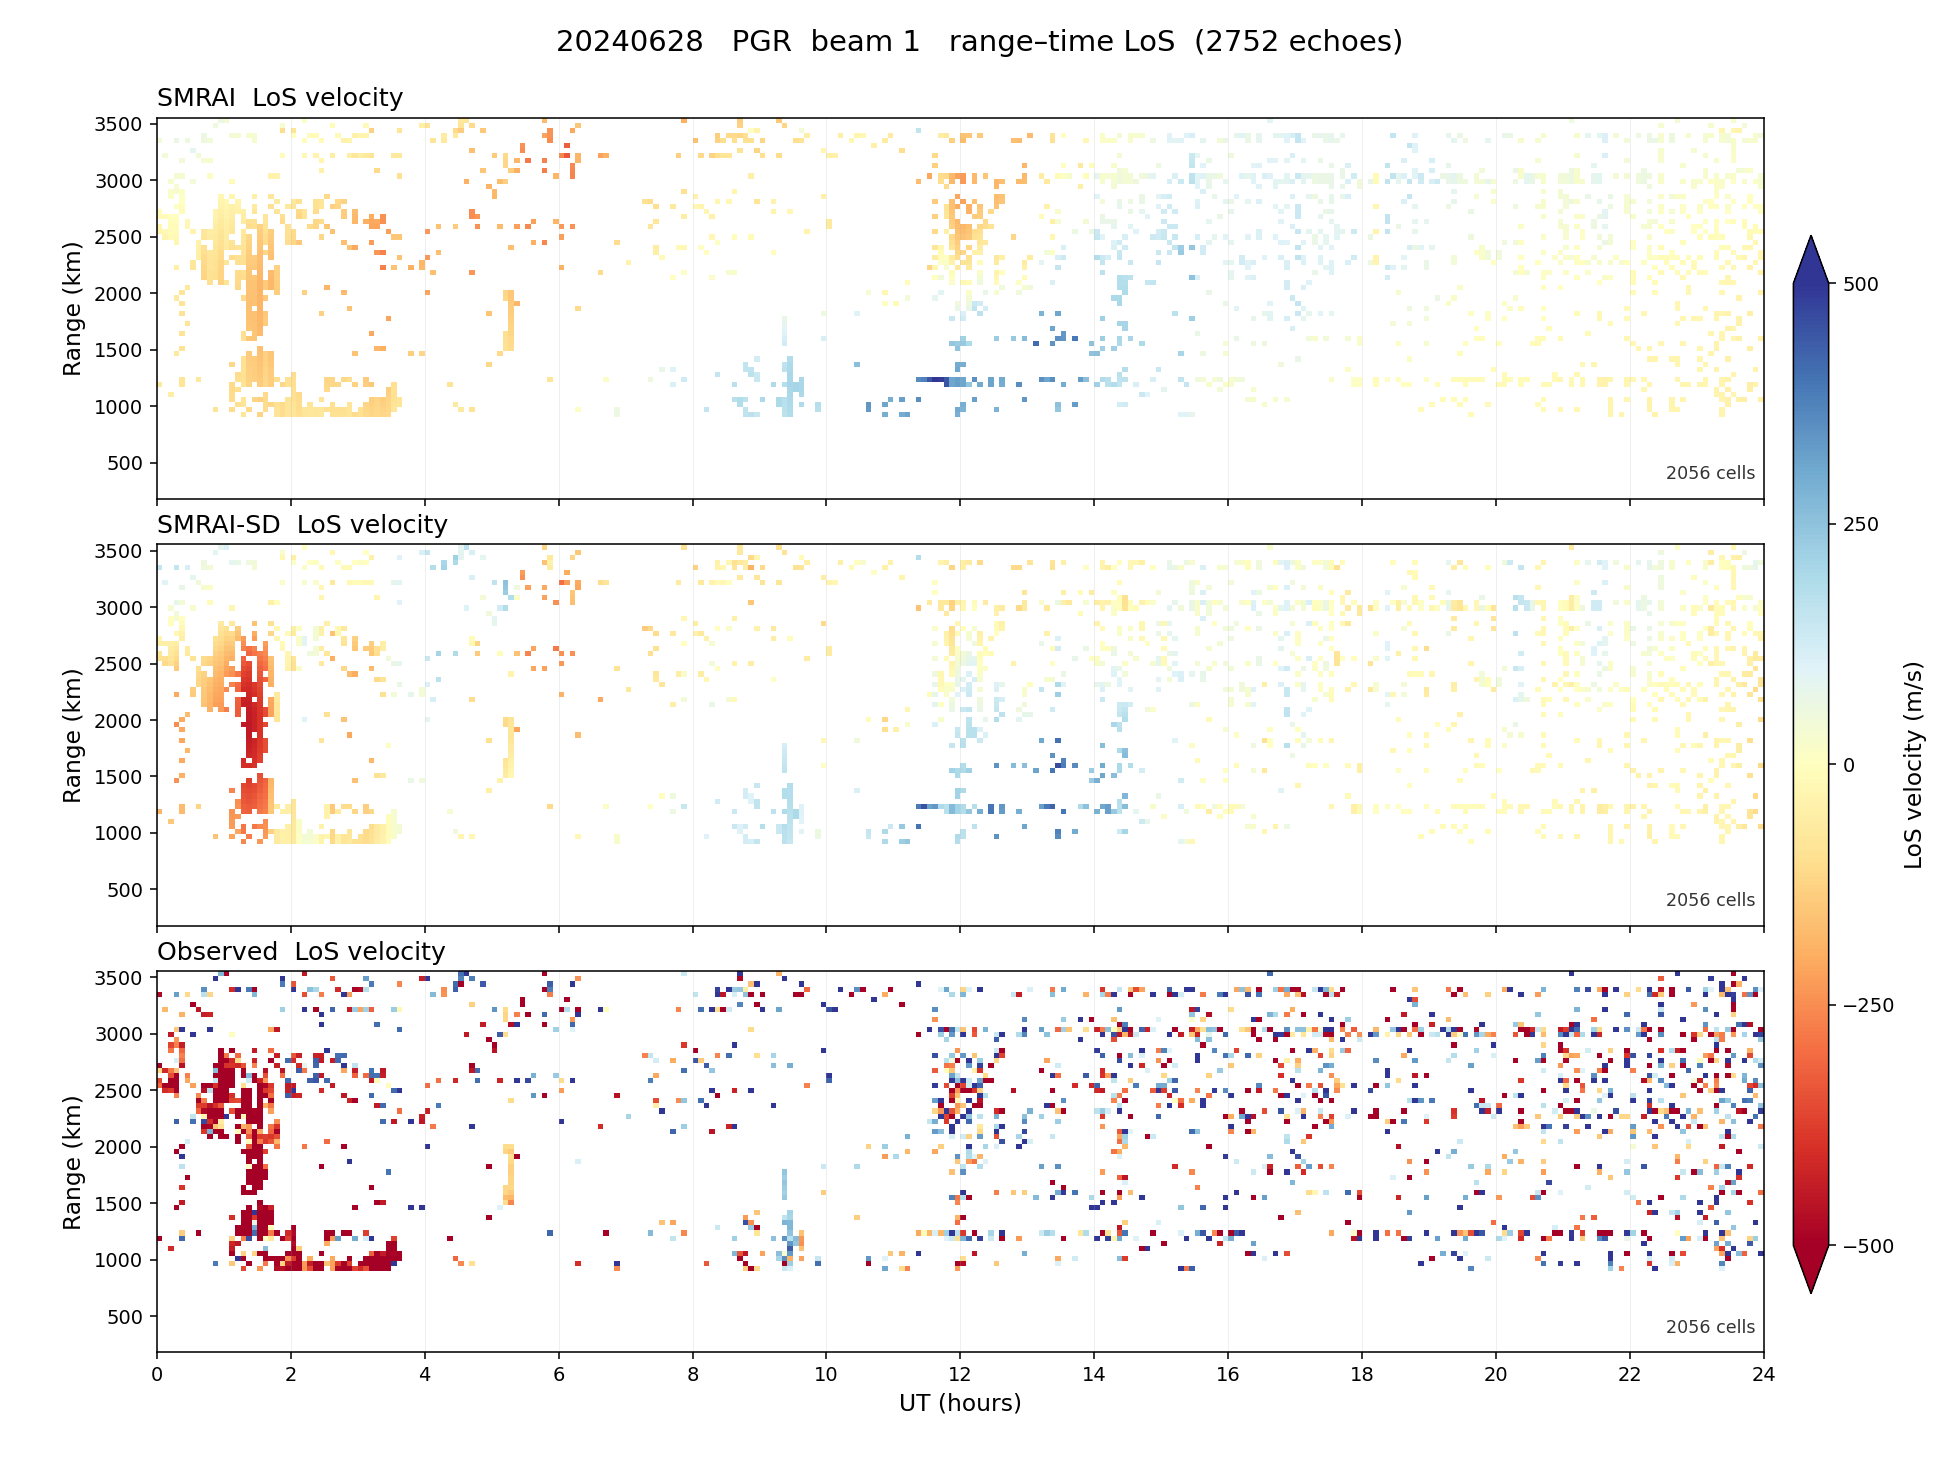 20240628   PGR  beam 1   range–time LoS  (2752 echoes)
SMRAI  LoS velocity
3500
3000
2500
2000
1500
1000
500
Range (km)
2056 cells
SMRAI-SD  LoS velocity
3500
3000
2500
2000
1500
1000
500
Range (km)
2056 cells
Observed  LoS velocity
3500
3000
2500
2000
1500
1000
500
Range (km)
2056 cells
0 2 4 6 8 10 12 14 16 18 20 22 24
UT (hours)
500
250
0
−250
−500
LoS velocity (m/s)